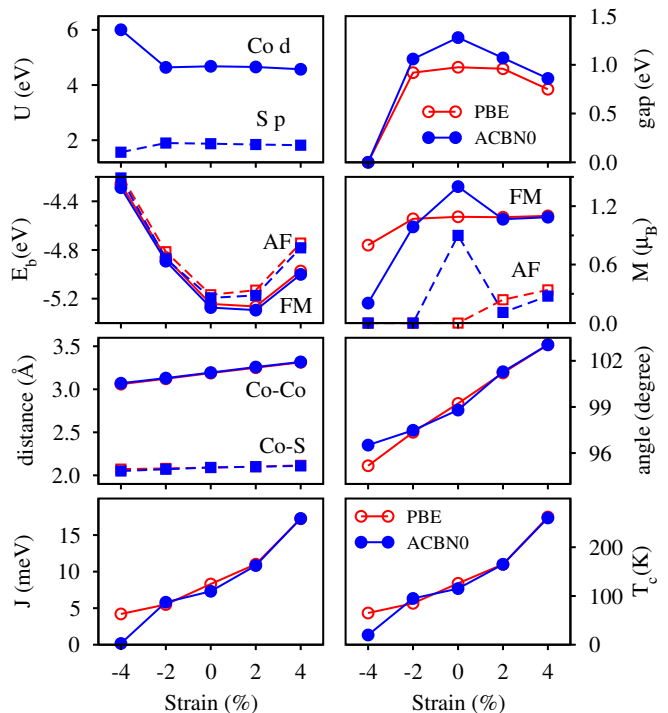 6
4
2
U (eV)
Co d
S p
1.5
1.0
0.5
0.0
gap (eV)
PBE
ACBN0
-4.4
-4.8
-5.2
E_b(eV)
AF
FM
1.2
0.9
0.6
0.3
0.0
M (μ_B)
FM
AF
3.5
3.0
2.5
2.0
distance (Å)
Co-Co
Co-S
102
99
96
angle (degree)
15
10
5
0
J (meV)
-4 -2 0 2 4
Strain (%)
PBE
ACBN0
200
100
0
T_c(K)
-4 -2 0 2 4
Strain (%)